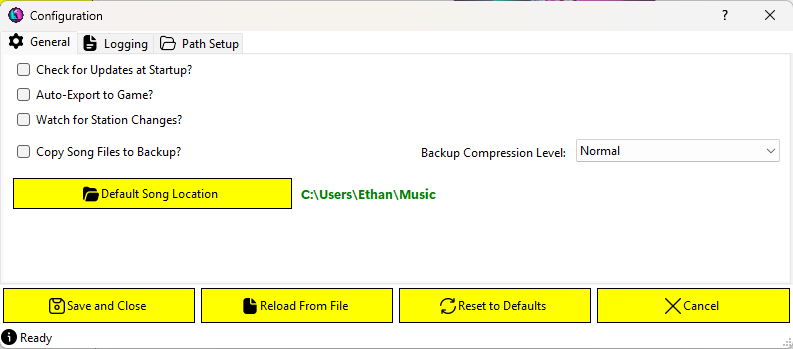 Configuration
?
General Logging Path Setup
Check for Updates at Startup?
Auto-Export to Game?
Watch for Station Changes?
Copy Song Files to Backup? Backup Compression Level: Normal
Default Song Location C:\Users\Ethan\Music
Save and Close Reload From File Reset to Defaults Cancel
Ready